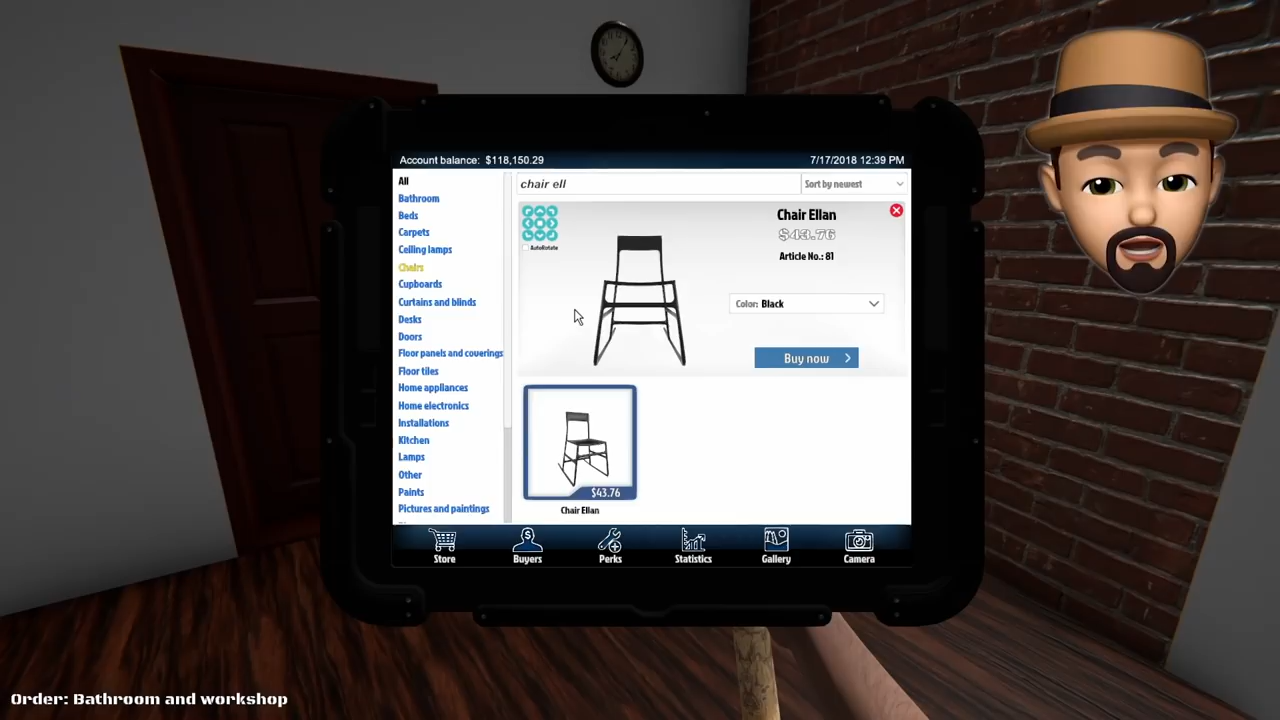 Account balance: $118,150.29
7/17/2018 12:39 PM
All
Bathroom
Beds
Carpets
Ceiling lamps
Chairs
Cupboards
Curtains and blinds
Desks
Doors
Floor panels and coverings
Floor tiles
Home appliances
Home electronics
Installations
Kitchen
Lamps
Other
Paints
Pictures and paintings
chair ell
Sort by newest
AutoRotate
Chair Ellan
$43.76
Article No.: 81
Color: Black
Buy now
$43.76
Chair Ellan
Store
Buyers
Perks
Statistics
Gallery
Camera
Order: Bathroom and workshop